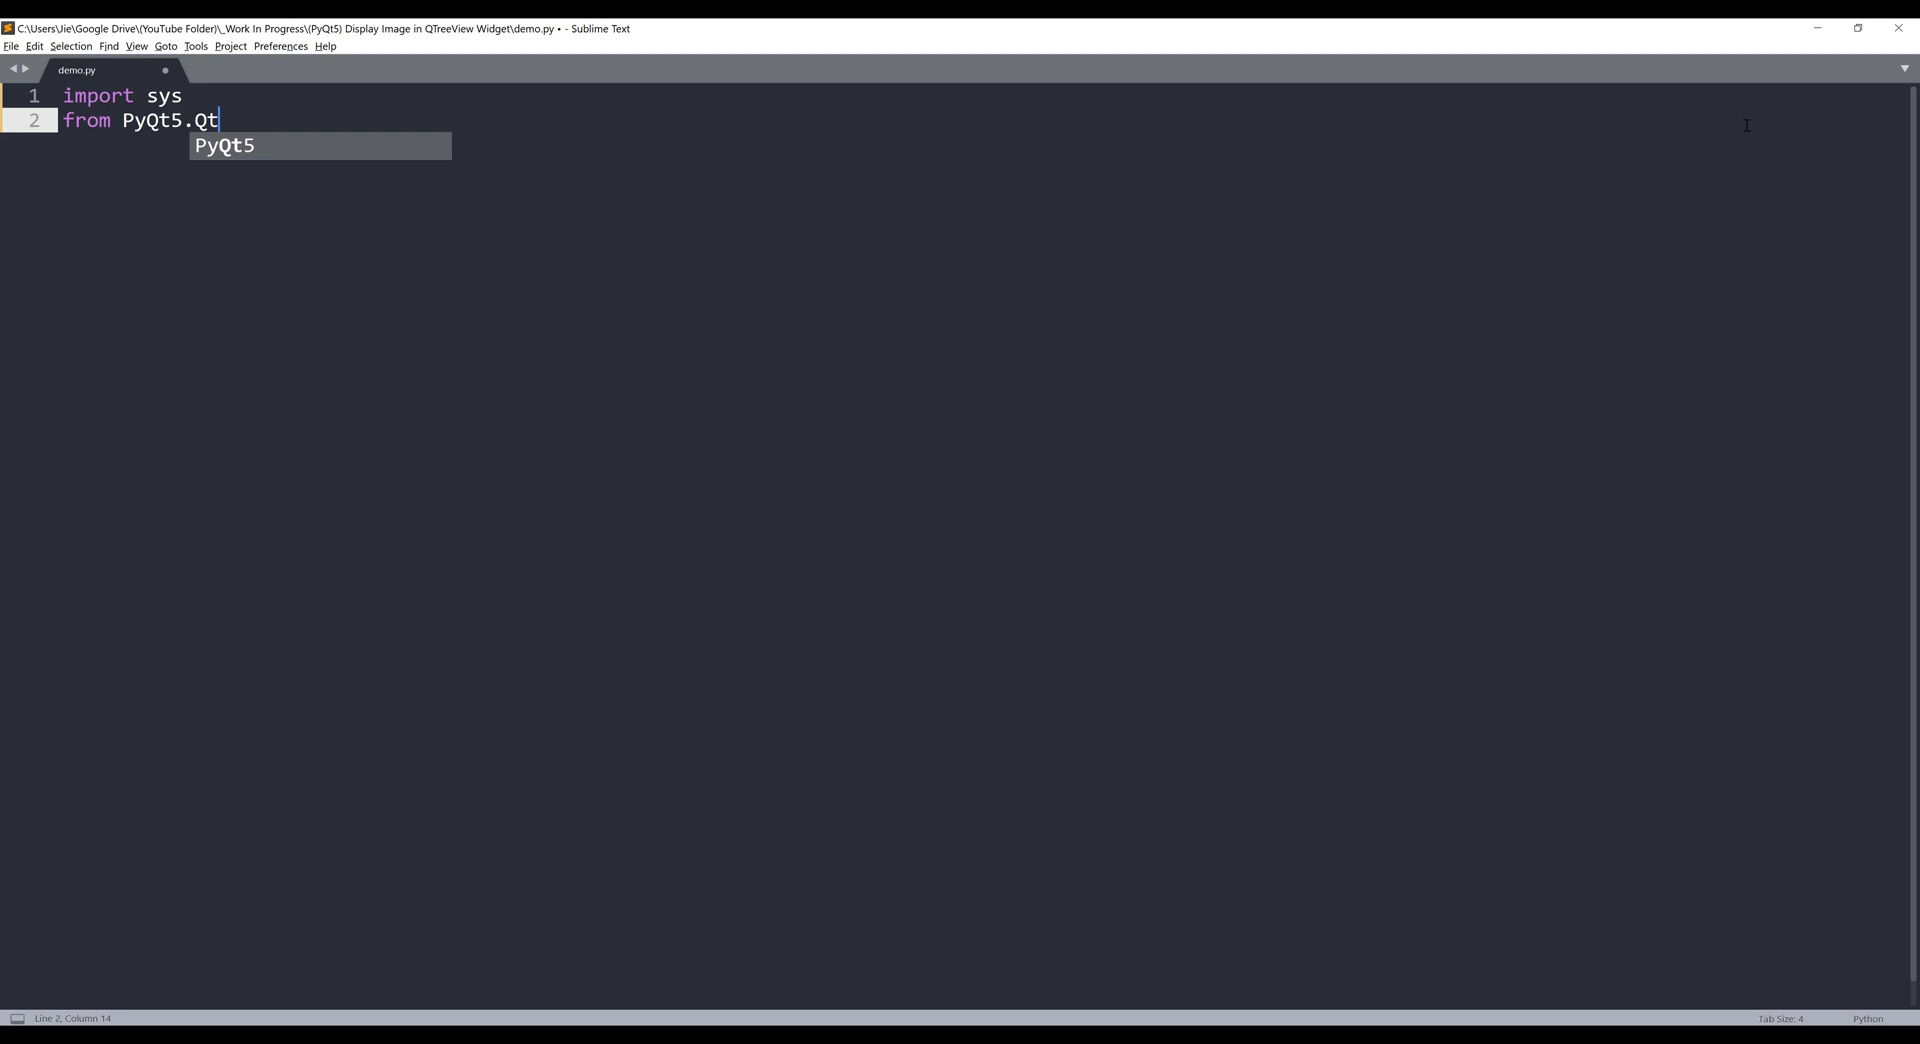 C:\Users\Jie\Google Drive\(YouTube Folder)\_Work In Progress\(PyQt5) Display Image in QTreeView Widget\demo.py • - Sublime Text
File Edit Selection Find View Goto Tools Project Preferences Help
demo.py
1 import sys
2 from PyQt5.Qt
PyQt5
Line 2, Column 14 Tab Size: 4 Python